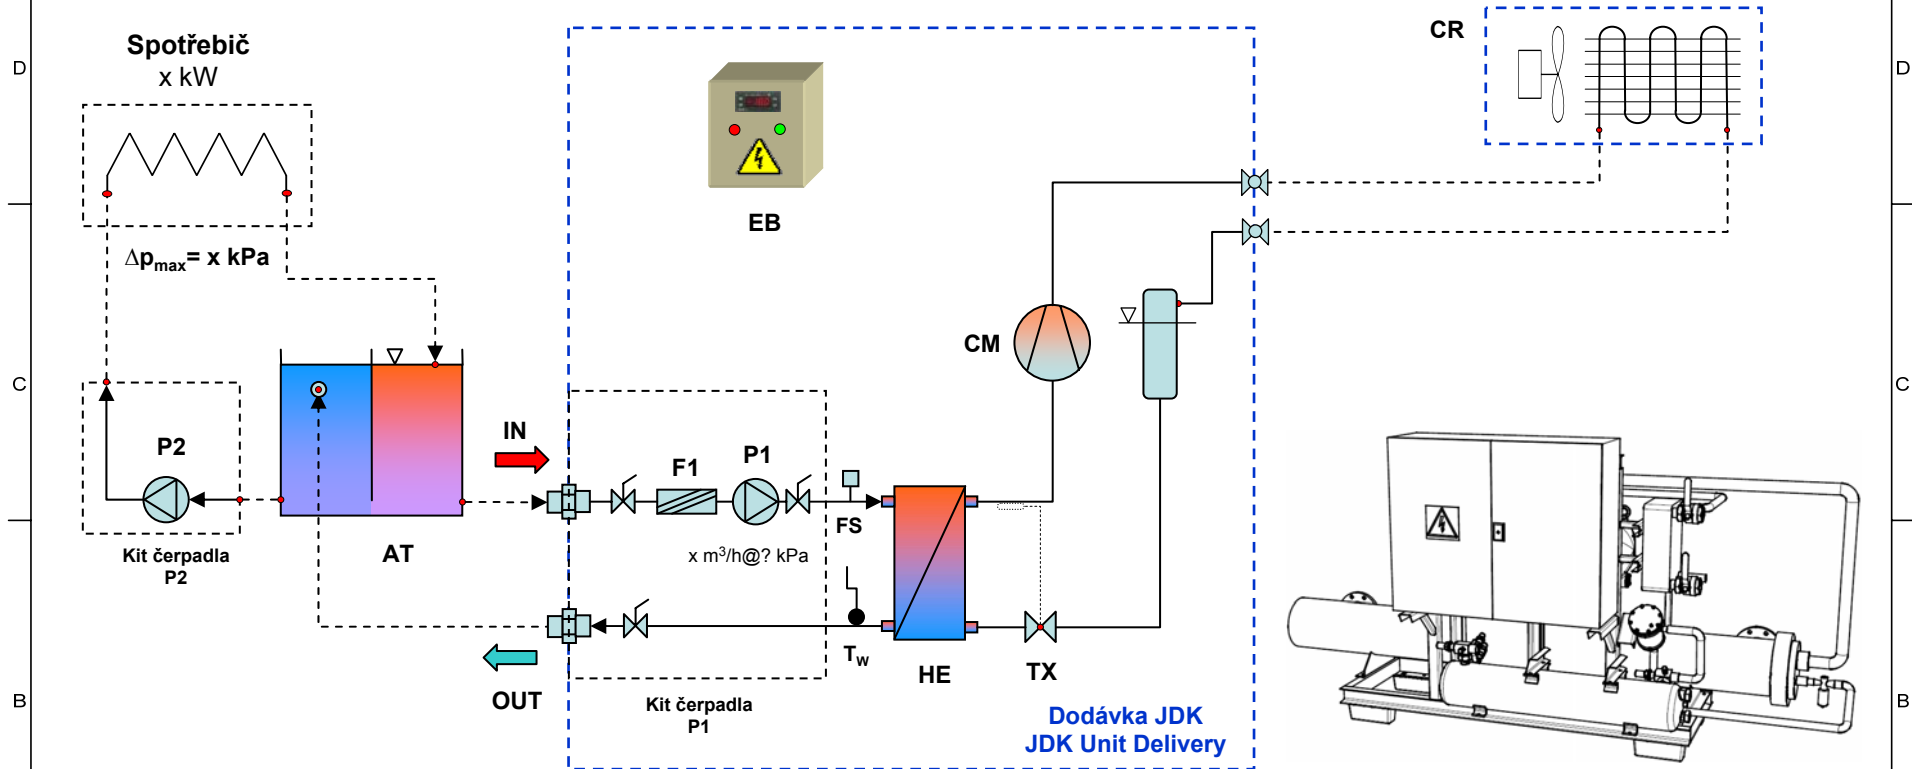 D
D
Spotřebič
x kW
CR
EB
Δpmax= x kPa
CM
C
C
P2
IN
F1
P1
FS
Kit čerpadla
P2
AT
x m³/h@? kPa
TW
HE
TX
OUT
Kit čerpadla
P1
B
B
Dodávka JDK
JDK Unit Delivery